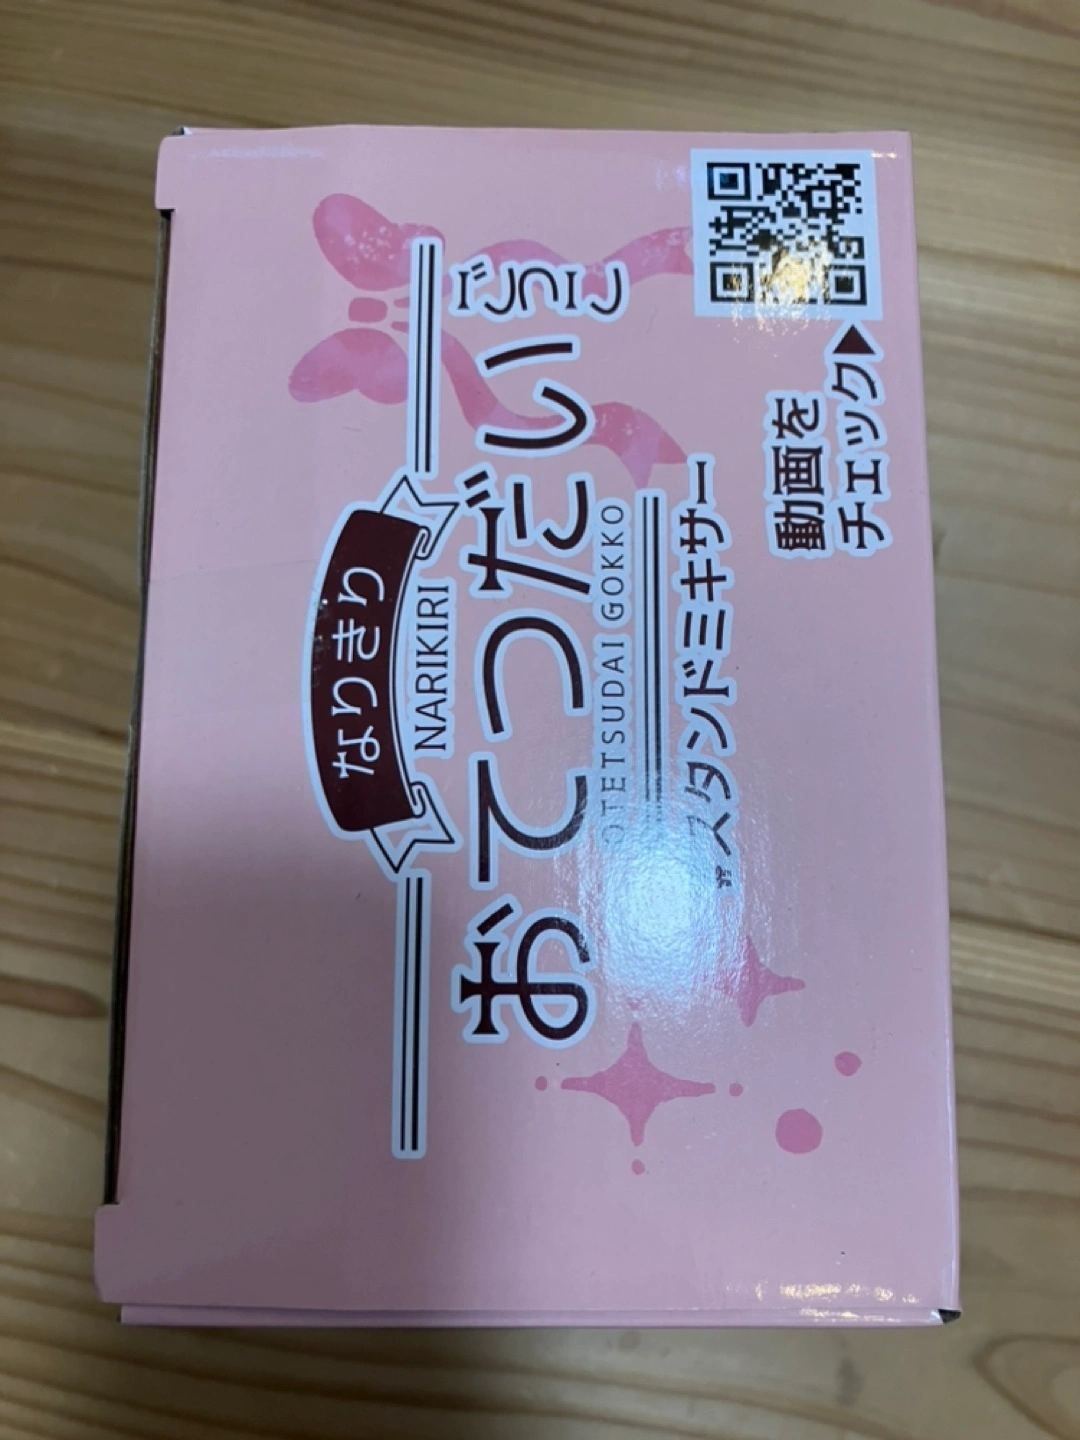 なりきり
NARIKIRI
おてつだいごっこ
OTETSUDAI GOKKO
スタンドミキサー
動画を
チェック▶